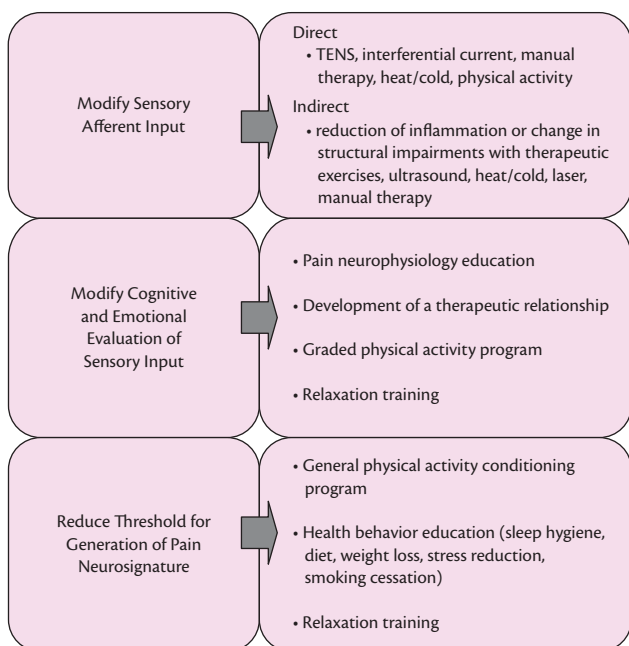 Modify Sensory
Afferent Input
Direct
• TENS, interferential current, manual
therapy, heat/cold, physical activity
Indirect
• reduction of inflammation or change in
structural impairments with therapeutic
exercises, ultrasound, heat/cold, laser,
manual therapy
Modify Cognitive
and Emotional
Evaluation of
Sensory Input
• Pain neurophysiology education
• Development of a therapeutic relationship
• Graded physical activity program
• Relaxation training
Reduce Threshold for
Generation of Pain
Neurosignature
• General physical activity conditioning
program
• Health behavior education (sleep hygiene,
diet, weight loss, stress reduction,
smoking cessation)
• Relaxation training